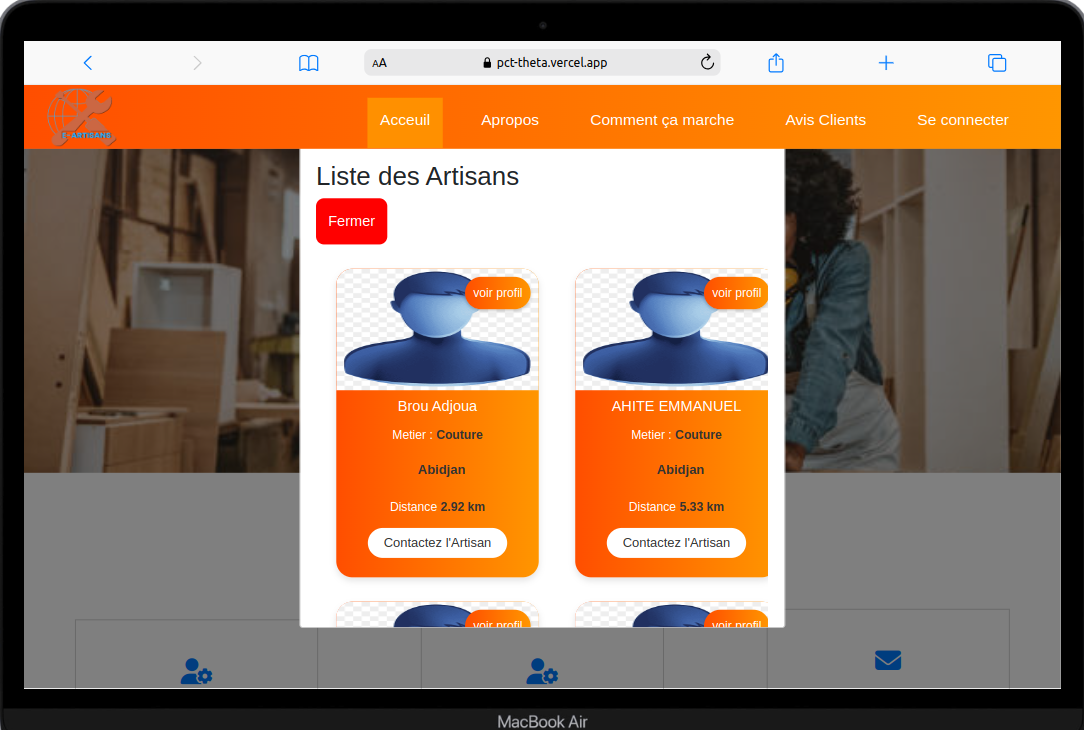 AA
pct-theta.vercel.app
E-ARTISANS
Acceuil
Apropos
Comment ça marche
Avis Clients
Se connecter
Liste des Artisans
Fermer
voir profil
voir profil
Brou Adjoua
AHITE EMMANUEL
Metier : Couture
Metier : Couture
Abidjan
Abidjan
Distance 2.92 km
Distance 5.33 km
Contactez l'Artisan
Contactez l'Artisan
voir profil
voir profil
MacBook Air